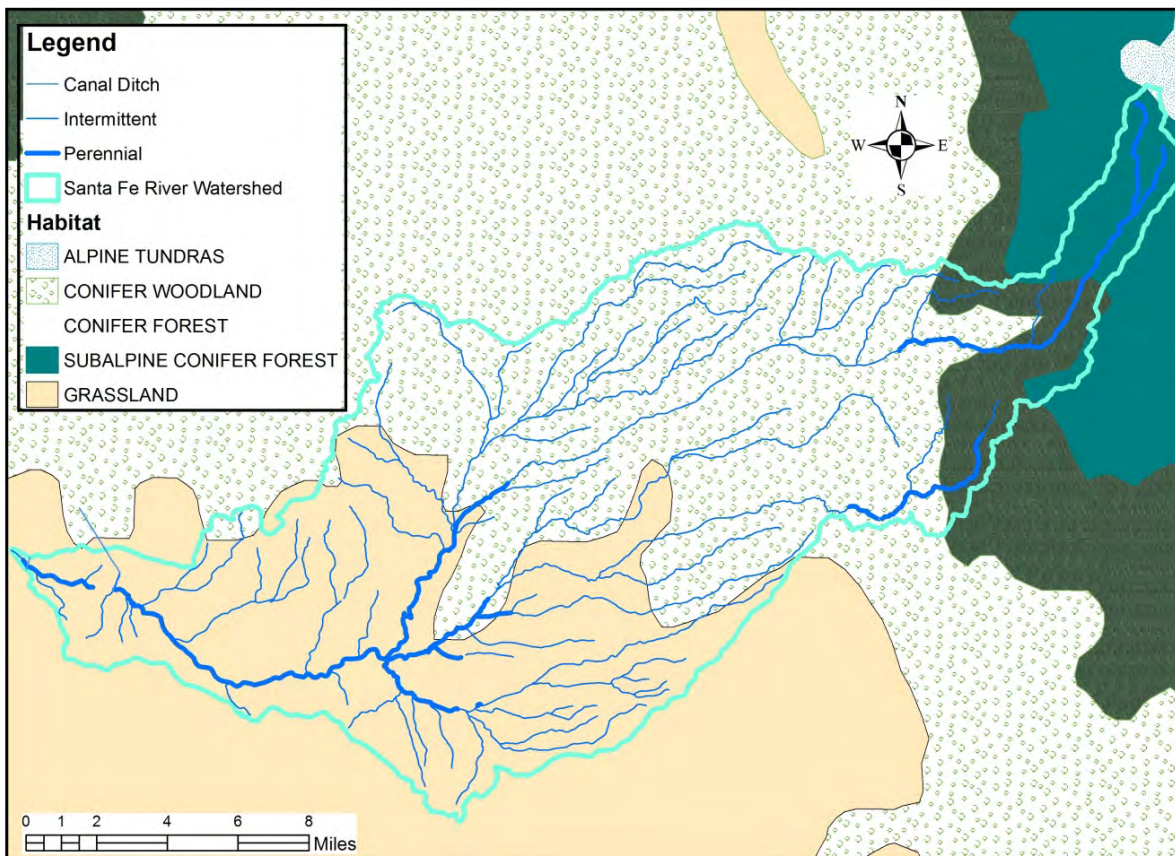 Legend
Canal Ditch
Intermittent
Perennial
Santa Fe River Watershed
Habitat
ALPINE TUNDRAS
CONIFER WOODLAND
CONIFER FOREST
SUBALPINE CONIFER FOREST
GRASSLAND
N
W E
S
0 1 2 4 6 8
Miles